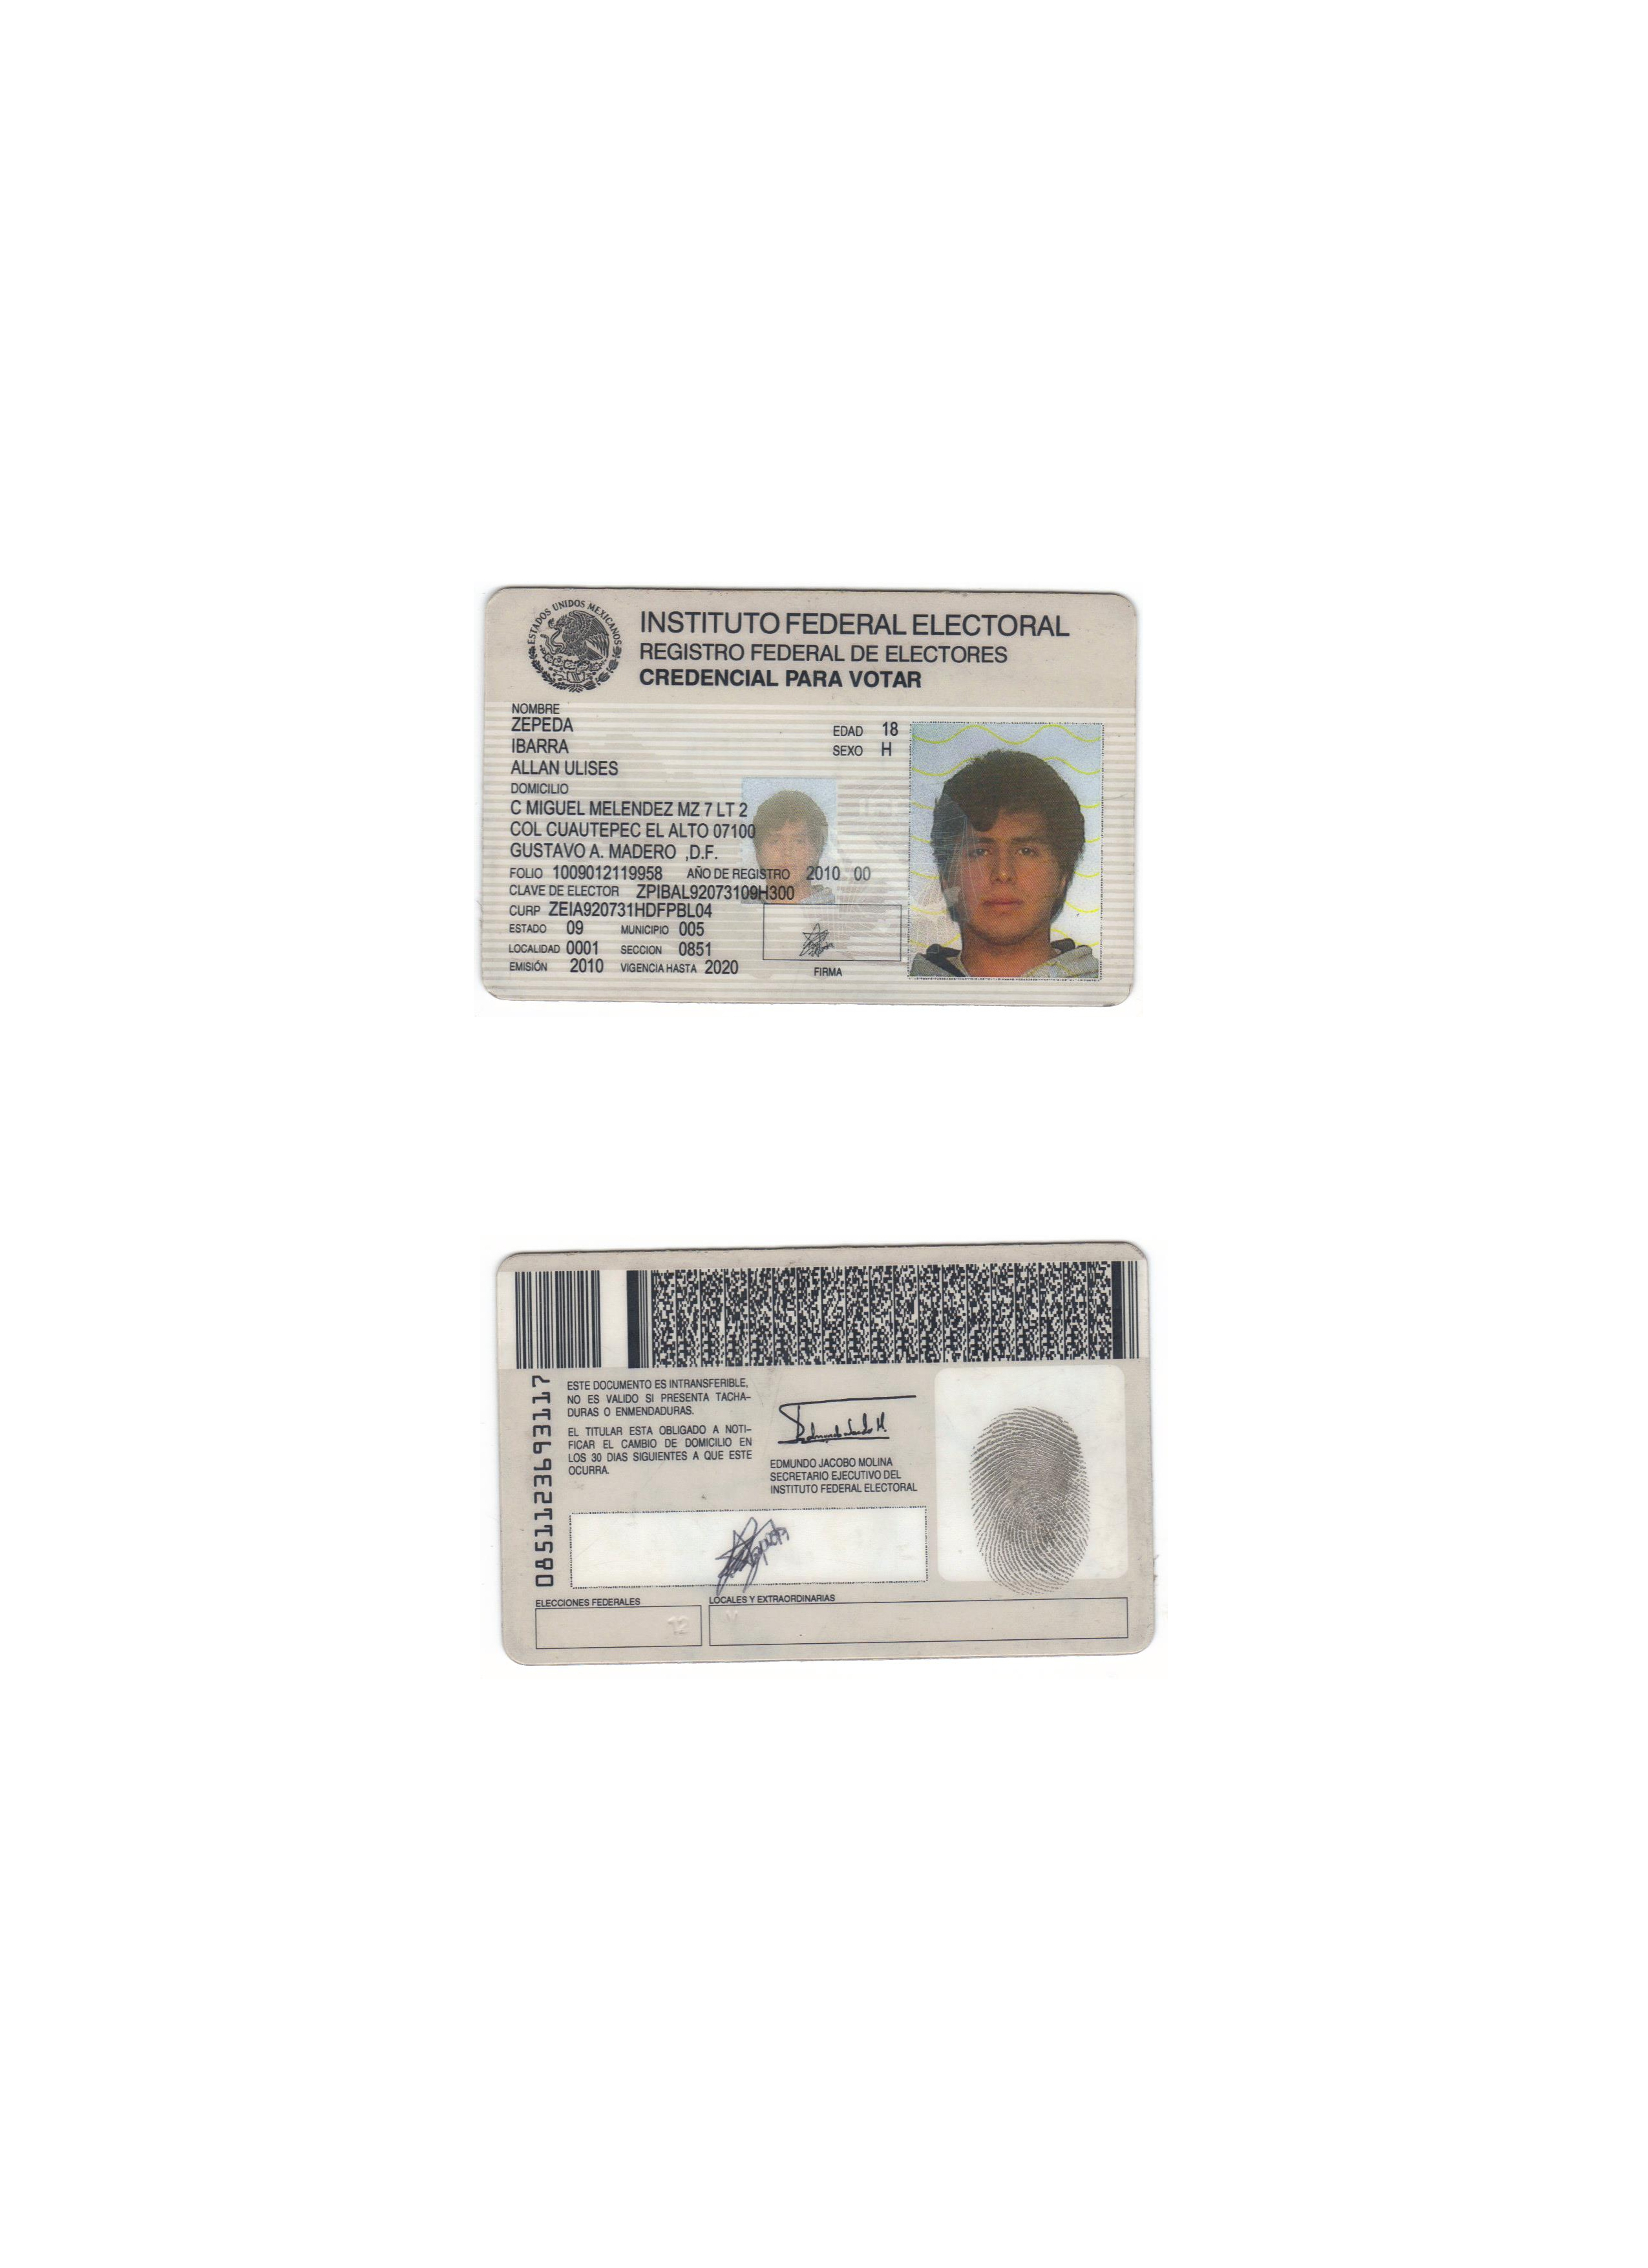 ESTADOS UNIDOS MEXICANOS
INSTITUTO FEDERAL ELECTORAL
REGISTRO FEDERAL DE ELECTORES
CREDENCIAL PARA VOTAR
NOMBRE
ZEPEDA
IBARRA
ALLAN ULISES
EDAD 18
SEXO H
DOMICILIO
C MIGUEL MELENDEZ MZ 7 LT 2
COL CUAUTEPEC EL ALTO 07100
GUSTAVO A. MADERO ,D.F.
FOLIO 1009012119958 AÑO DE REGISTRO 2010 00
CLAVE DE ELECTOR ZPIBAL92073109H300
CURP ZEIA920731HDFPBL04
ESTADO 09 MUNICIPIO 005
LOCALIDAD 0001 SECCION 0851
EMISIÓN 2010 VIGENCIA HASTA 2020
FIRMA
0851123693117
ESTE DOCUMENTO ES INTRANSFERIBLE,
NO ES VALIDO SI PRESENTA TACHA-
DURAS O ENMENDADURAS.
EL TITULAR ESTA OBLIGADO A NOTI-
FICAR EL CAMBIO DE DOMICILIO EN
LOS 30 DIAS SIGUIENTES A QUE ESTE
OCURRA.
EDMUNDO JACOBO MOLINA
SECRETARIO EJECUTIVO DEL
INSTITUTO FEDERAL ELECTORAL
ELECCIONES FEDERALES
LOCALES Y EXTRAORDINARIAS
12